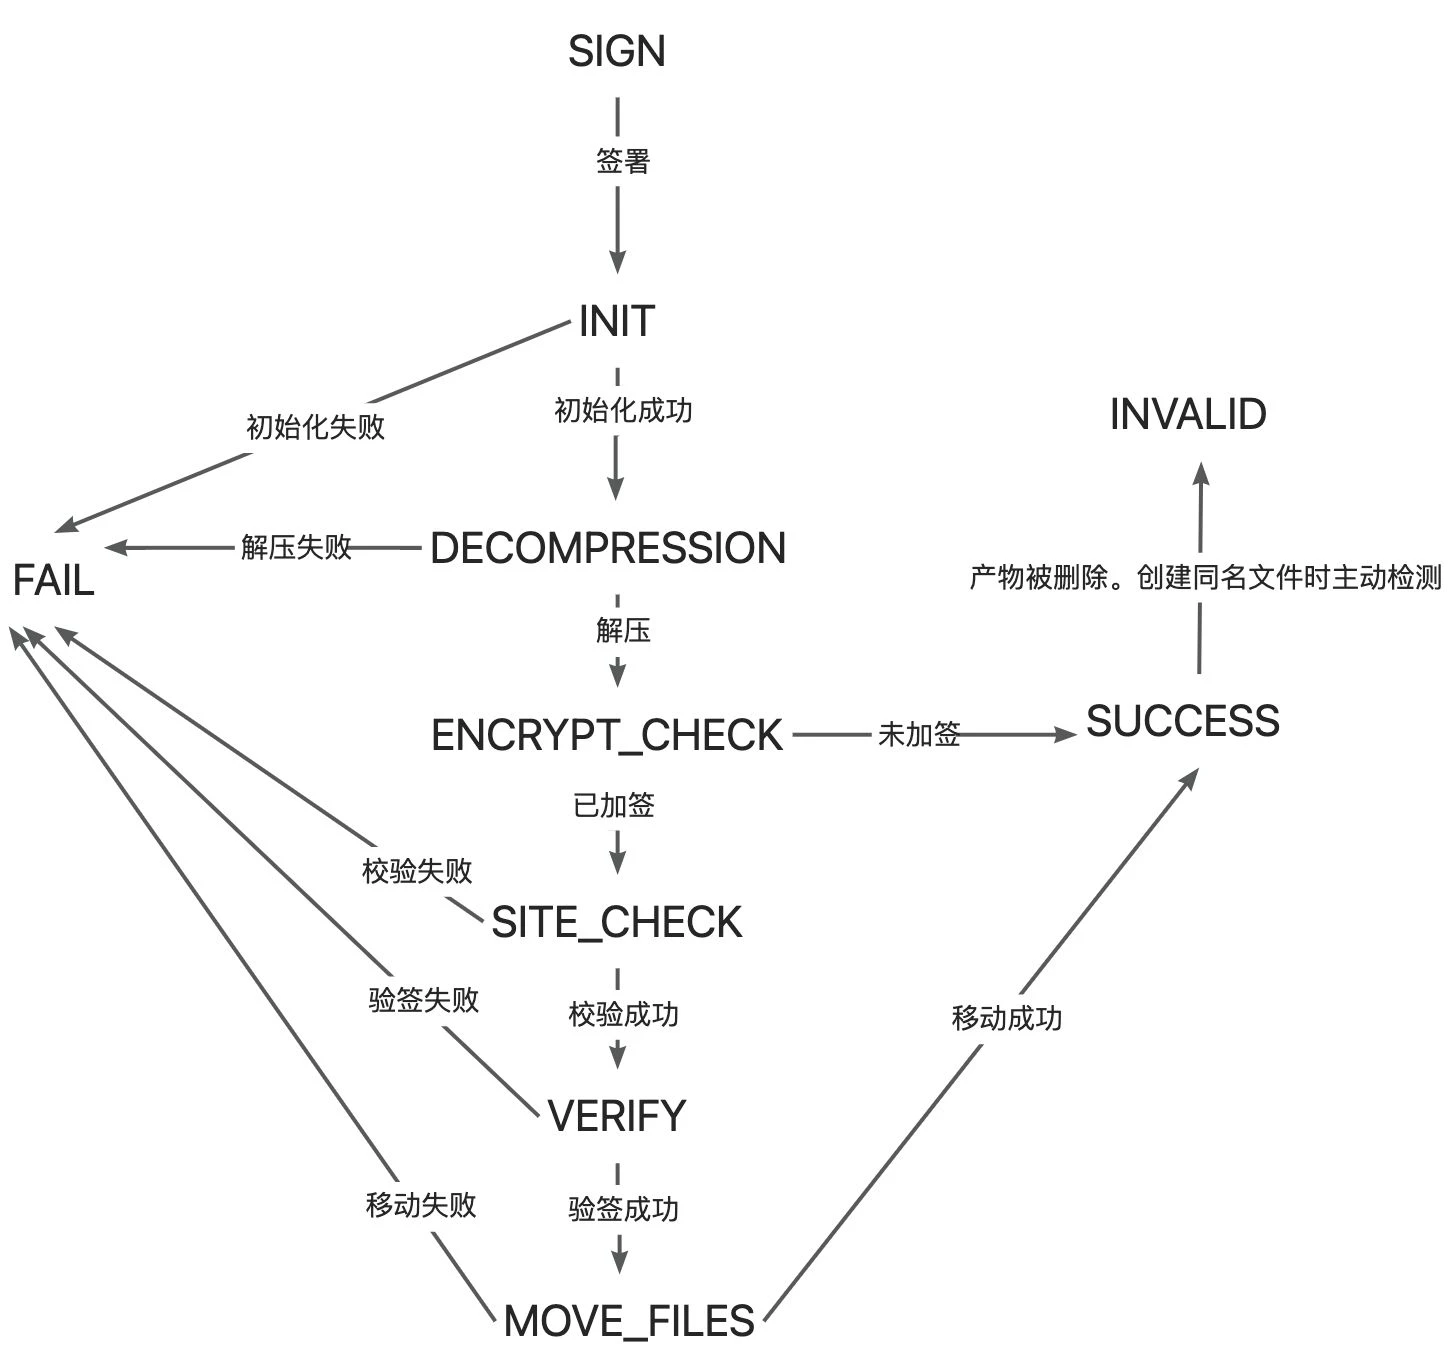 SIGN
签署
INIT
初始化成功
INVALID
初始化失败
解压失败
DECOMPRESSION
FAIL
产物被删除。创建同名文件时主动检测
解压
ENCRYPT_CHECK
未加签
SUCCESS
已加签
校验失败
SITE_CHECK
验签失败
校验成功
移动成功
VERIFY
移动失败
验签成功
MOVE_FILES